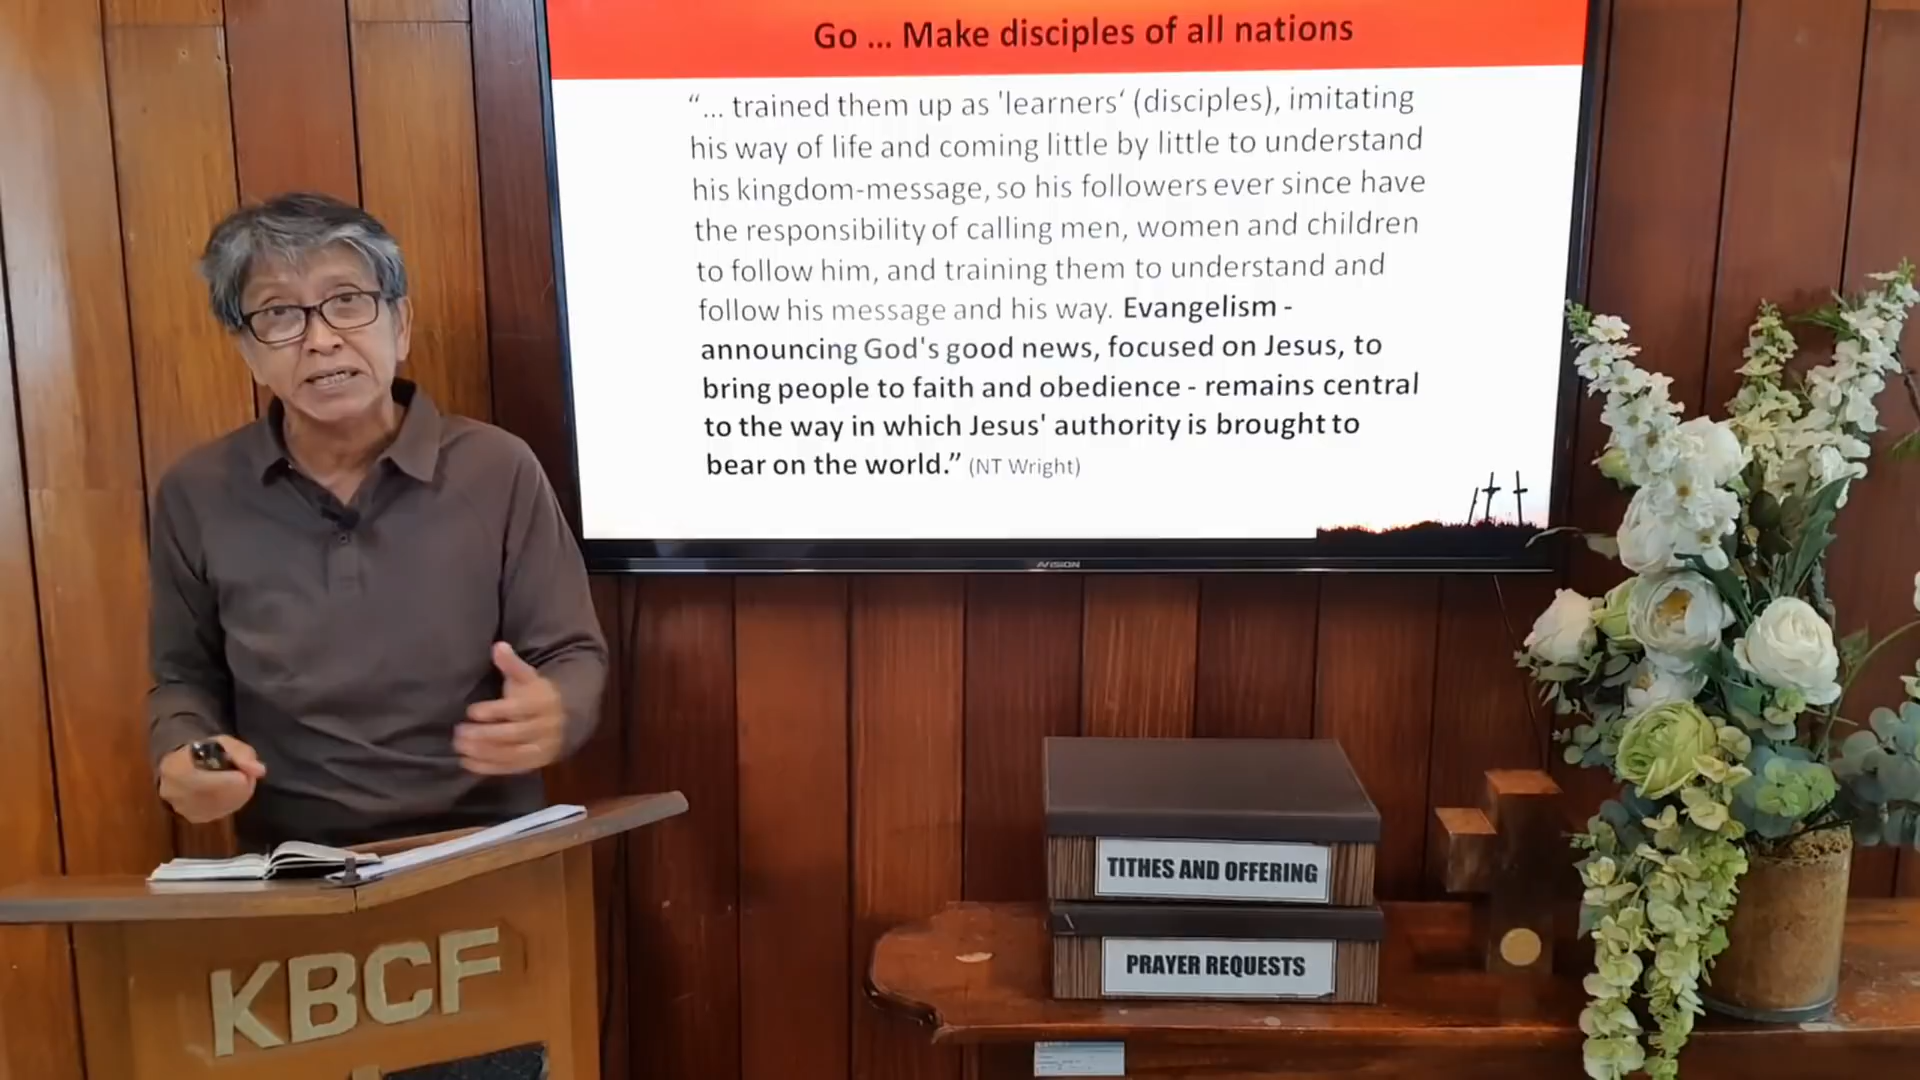 Go ... Make disciples of all nations
“... trained them up as 'learners‘ (disciples), imitating
his way of life and coming little by little to understand
his kingdom-message, so his followers ever since have
the responsibility of calling men, women and children
to follow him, and training them to understand and
follow his message and his way. Evangelism -
announcing God's good news, focused on Jesus, to
bring people to faith and obedience - remains central
to the way in which Jesus' authority is brought to
bear on the world.” (NT Wright)
AVISION
TITHES AND OFFERING
PRAYER REQUESTS
KBCF